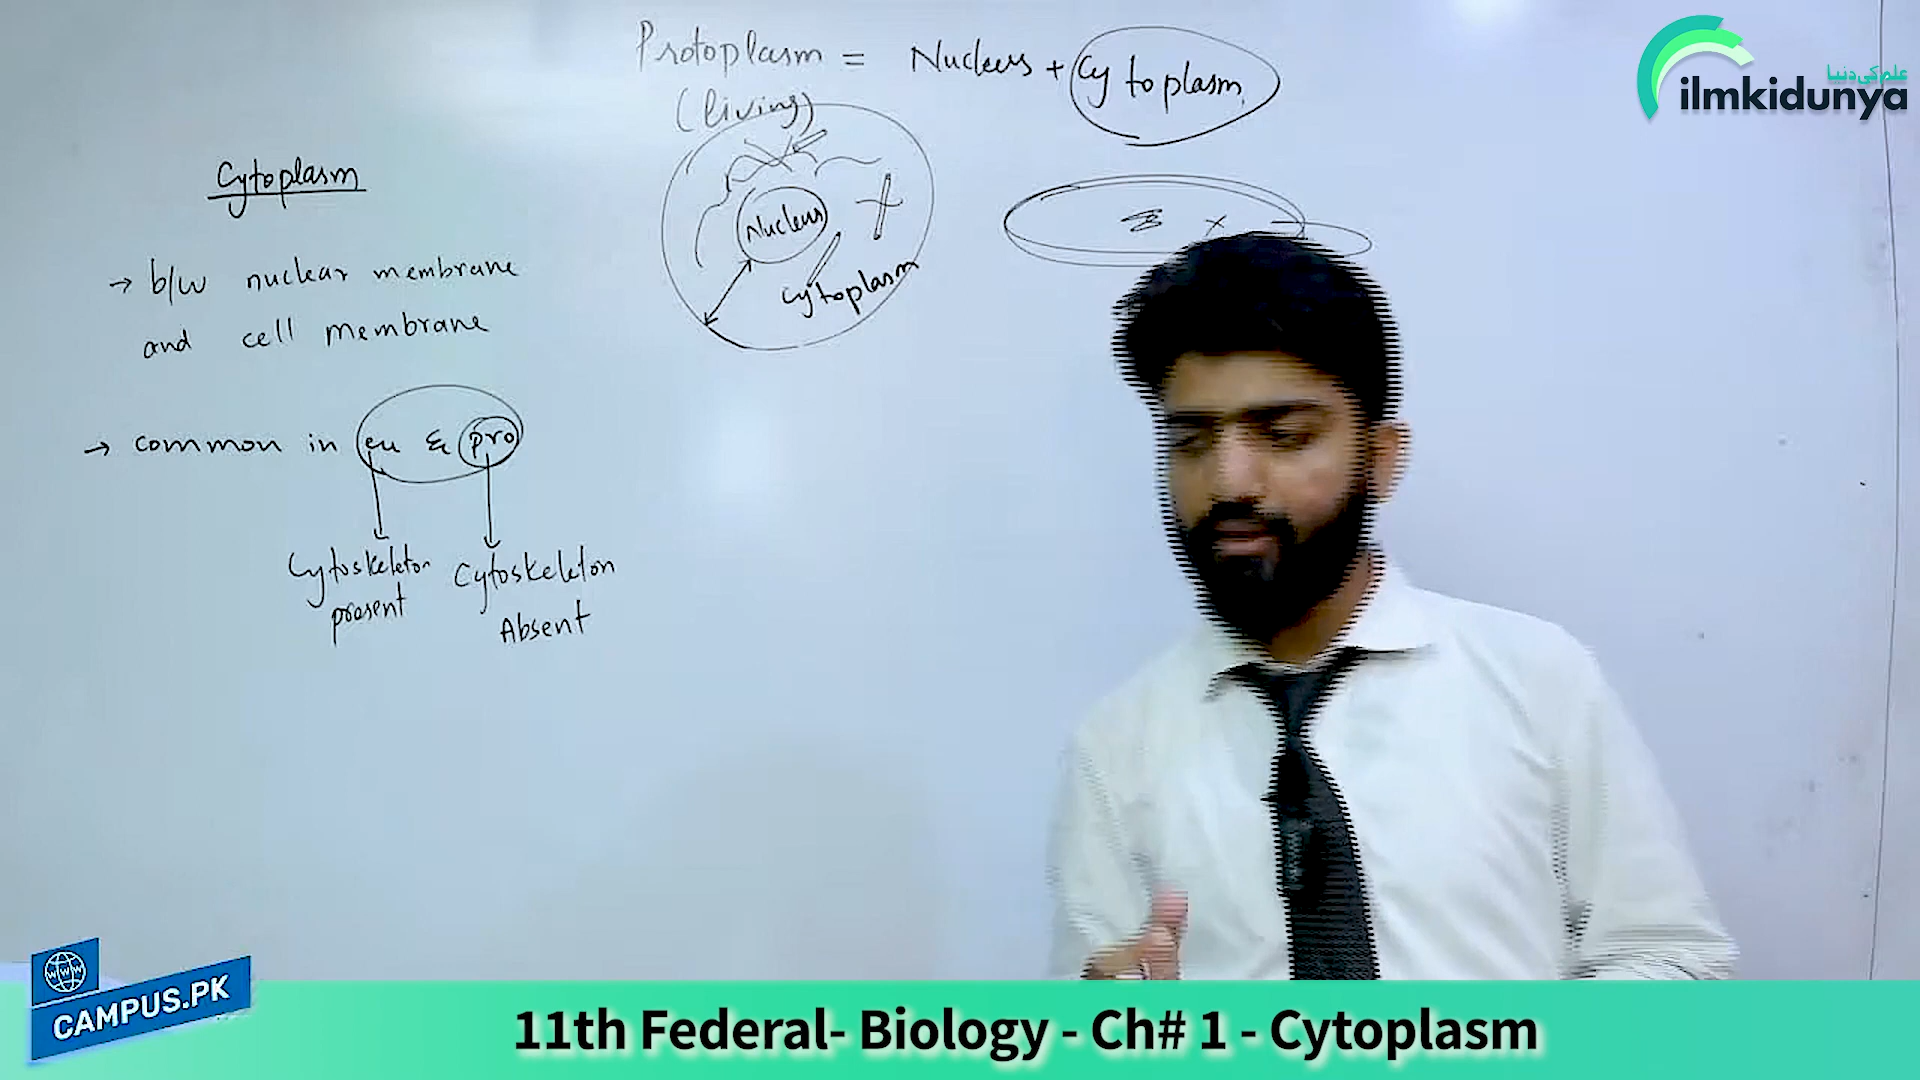 Protoplasm = Nucleus + Cytoplasm
(living)
علم کی دنیا
ilmkidunya
Cytoplasm
→ b/w nuclear membrane
and cell membrane
Nucleus
Cytoplasm
→ common in eu & pro
Cytoskeleton present
Cytoskeleton Absent
WWW
CAMPUS.PK
11th Federal- Biology - Ch# 1 - Cytoplasm